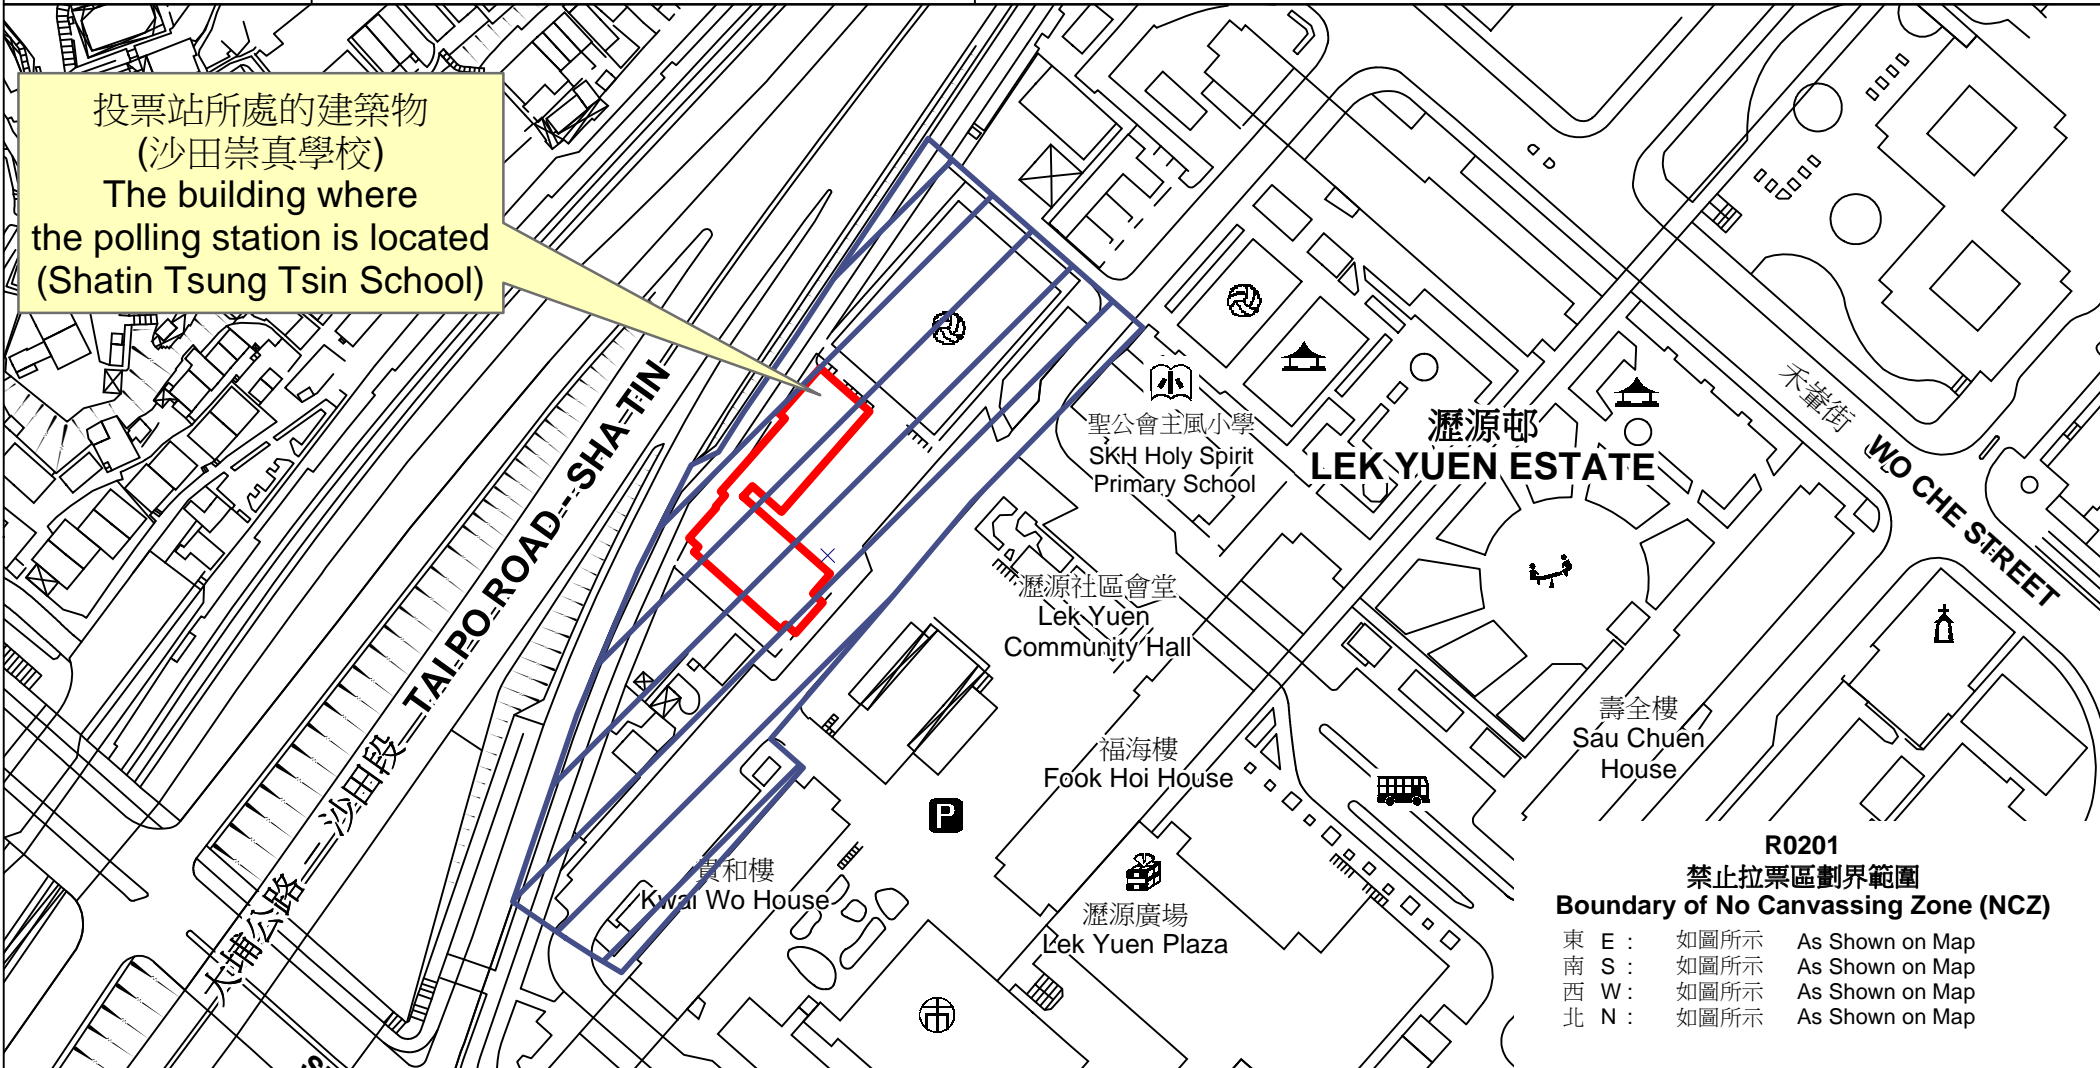 投票站所處的建築物
(沙田崇真學校)
The building where
the polling station is located
(Shatin Tsung Tsin School)
大埔公路 － 沙田段 TAI PO ROAD - SHA TIN
小
聖公會主風小學
SKH Holy Spirit
Primary School
瀝源邨
LEK YUEN ESTATE
禾輋街 WO CHE STREET
瀝源社區會堂
Lek Yuen
Community Hall
壽全樓
Sau Chuen
House
福海樓
Fook Hoi House
P
貴和樓
Kwai Wo House
瀝源廣場
Lek Yuen Plaza
市
R0201
禁止拉票區劃界範圍
Boundary of No Canvassing Zone (NCZ)
東 E : 如圖所示 As Shown on Map
南 S : 如圖所示 As Shown on Map
西 W : 如圖所示 As Shown on Map
北 N : 如圖所示 As Shown on Map